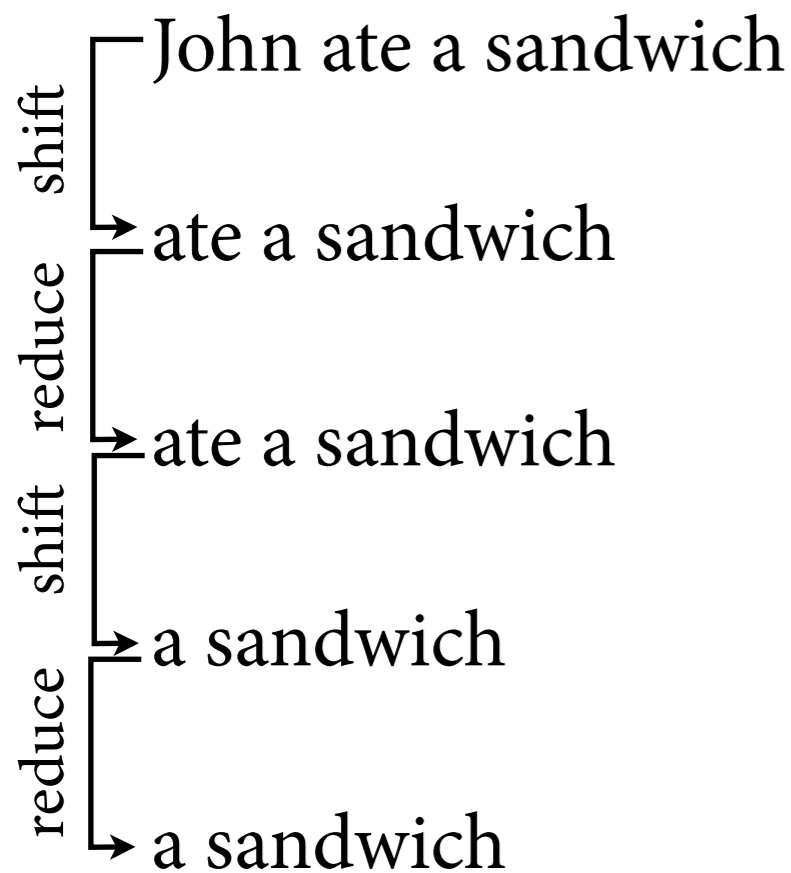 John ate a sandwich
shift
ate a sandwich
reduce
ate a sandwich
shift
a sandwich
reduce
a sandwich